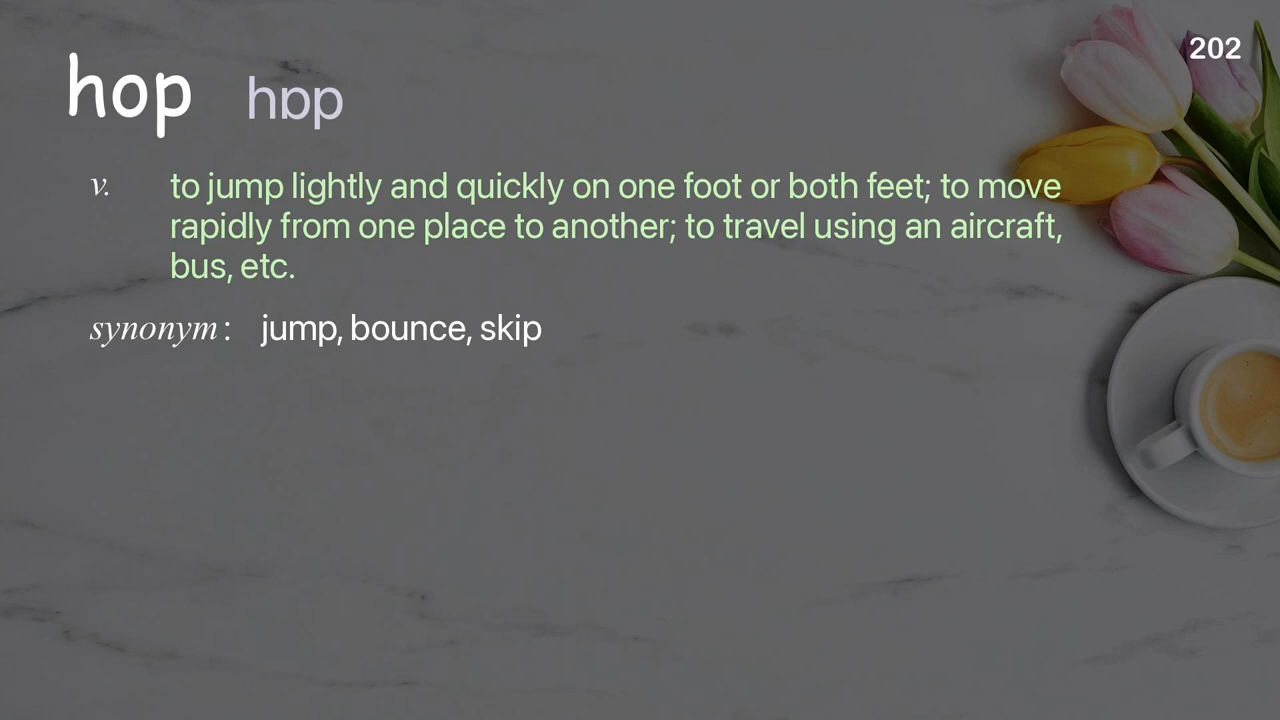 202
hop hɒp
v. to jump lightly and quickly on one foot or both feet; to move
rapidly from one place to another; to travel using an aircraft,
bus, etc.
synonym : jump, bounce, skip